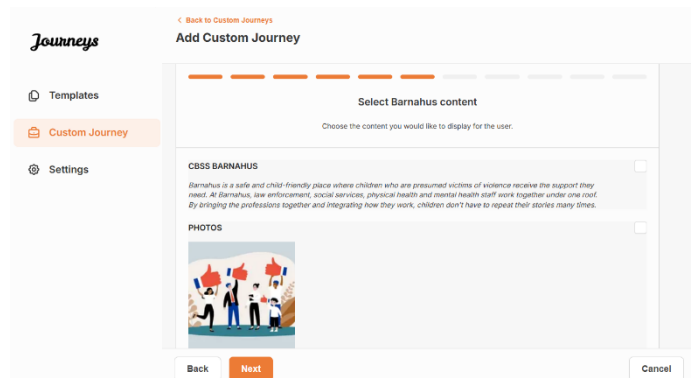 < Back to Custom Journeys
Journeys
Add Custom Journey
Templates
Custom Journey
Settings
Select Barnahus content
Choose the content you would like to display for the user.
CBSS BARNAHUS
Barnahus is a safe and child-friendly place where children who are presumed victims of violence receive the support they
need. At Barnahus, law enforcement, social services, physical health and mental health staff work together under one roof.
By bringing the professions together and integrating how they work, children don't have to repeat their stories many times.
PHOTOS
Back
Next
Cancel